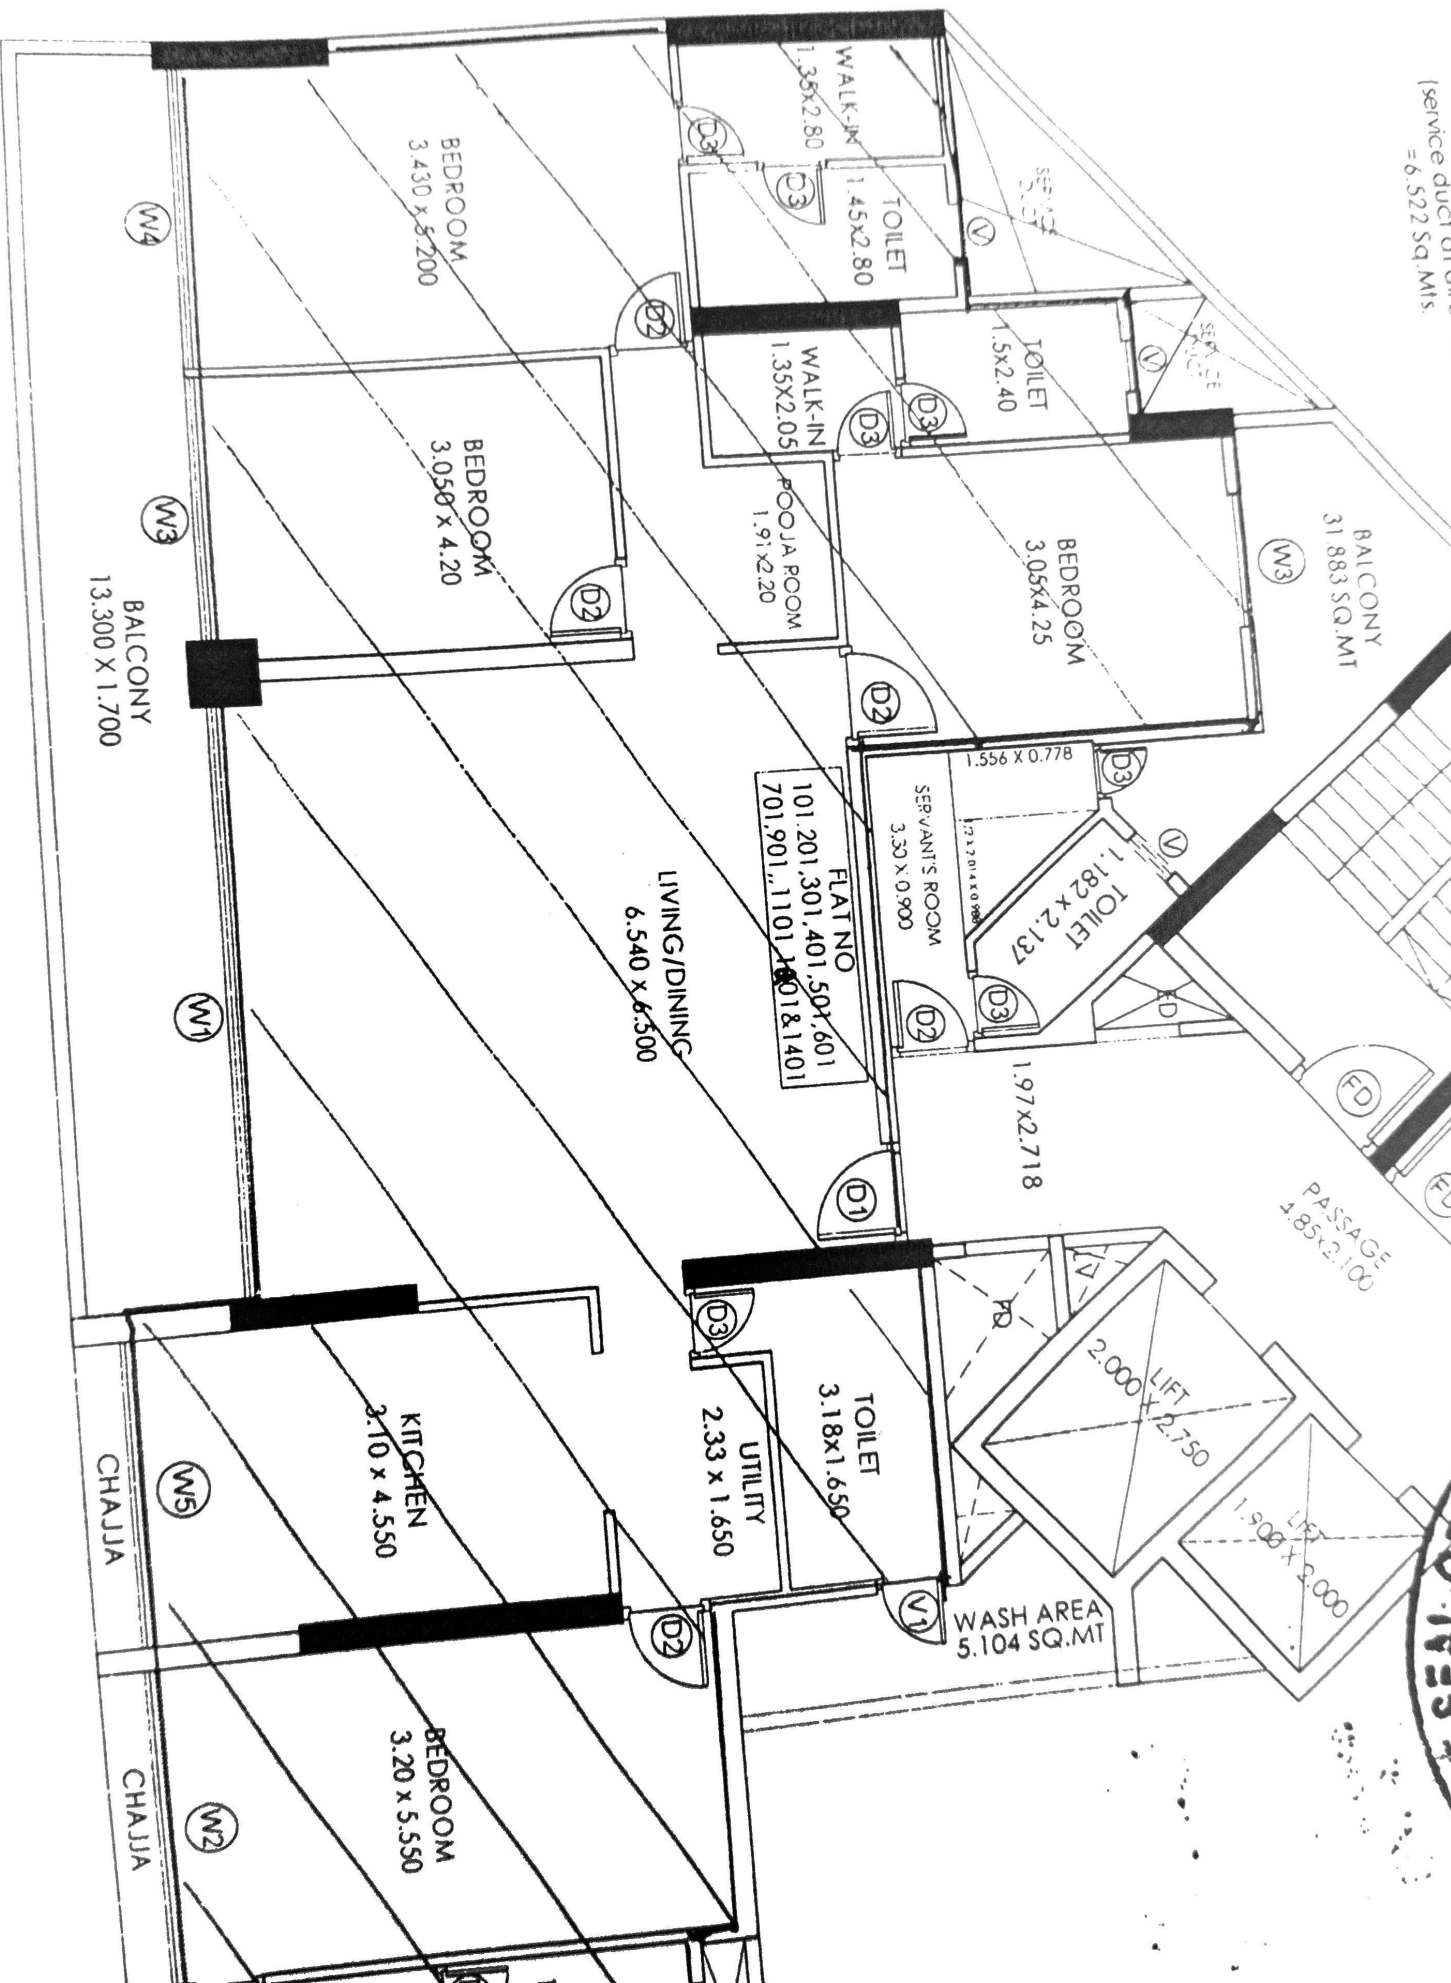 (service duct
=6.522 Sq.Mts.
WALK-IN
1.35x2.80
D3
D3
TOILET
1.45x2.80
V
SERVICE
BEDROOM
3.430 x 5.200
W4
D2
WALK-IN
1.35X2.05
D3
TOILET
1.5x2.40
D3
V
SERVICE
BEDROOM
3.050 x 4.20
W3
D2
POOJA ROOM
1.91x2.20
BEDROOM
3.05X4.25
W3
BALCONY
31.883 SQ.MT
D2
BALCONY
13.300 X 1.700
1.556 X 0.778
D3
V
SERVANT'S ROOM
3.30 X 0.900
TOILET
1.182 x 2.137
D2
D3
ED
FLAT NO
101.201,301,401,501,601
701,901,,1101,1301&1401
LIVING/DINING
6.540 x 6.500
W1
1.97x2.718
FD
FD
PASSAGE
4.85x2.100
D1
D3
TOILET
3.18x1.650
UTILITY
2.33 x 1.650
FD
V
LIFT
2.000 X 2.750
LIFT
1.900 X 2.000
KITCHEN
3.10 x 4.550
W5
CHAJJA
D2
V1
WASH AREA
5.104 SQ.MT
BEDROOM
3.20 x 5.550
W2
CHAJJA